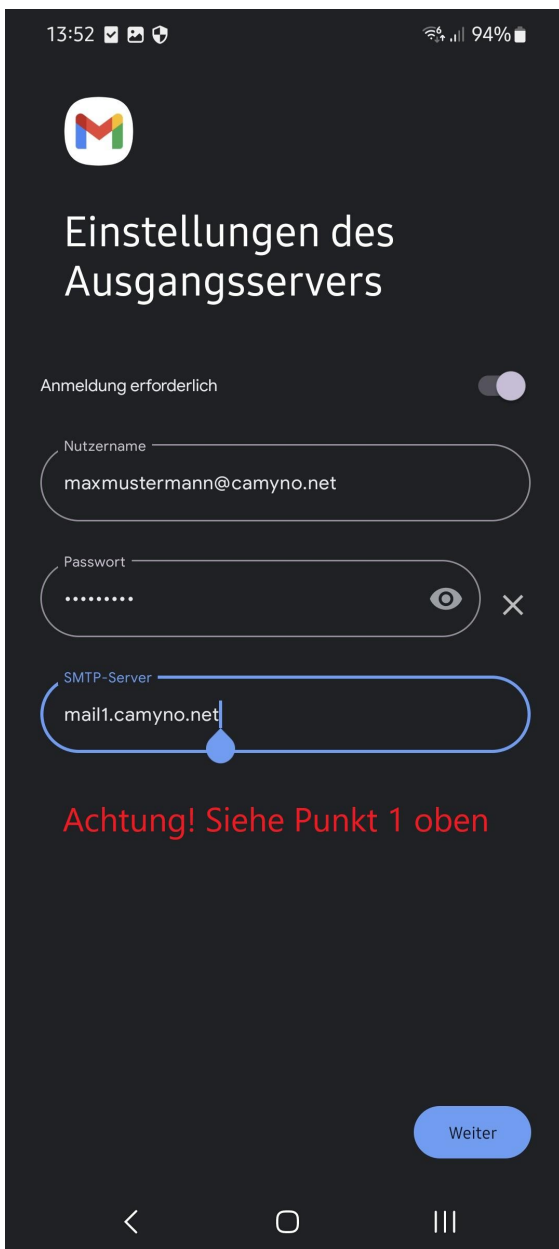 13:52 94%
Einstellungen des
Ausgangsservers
Anmeldung erforderlich
Nutzername
maxmustermann@camyno.net
Passwort
•••••••••
SMTP-Server
mail1.camyno.net
Achtung! Siehe Punkt 1 oben
Weiter